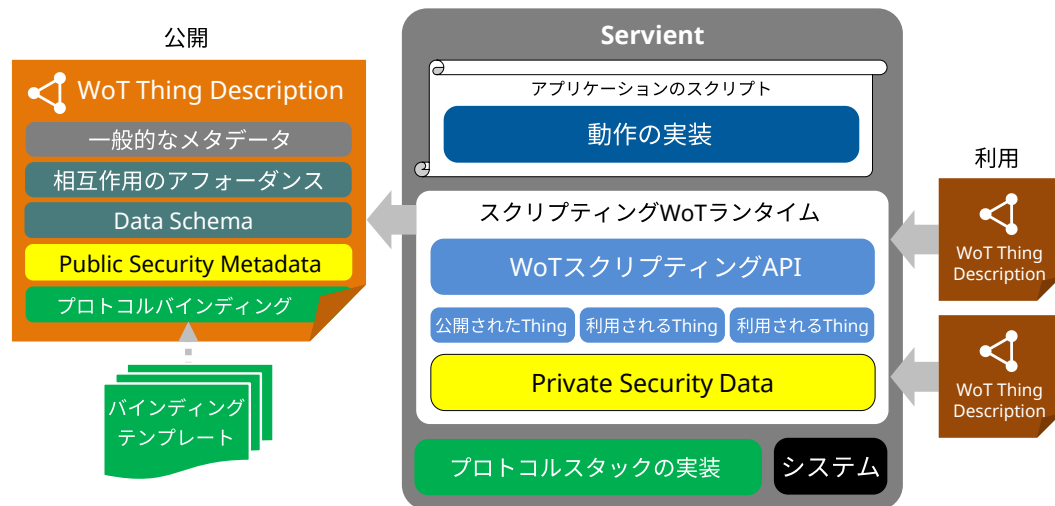 公開
WoT Thing Description
一般的なメタデータ
相互作用のアフォーダンス
Data Schema
Public Security Metadata
プロトコルバインディング
バインディング
テンプレート
Servient
アプリケーションのスクリプト
動作の実装
スクリプティングWoTランタイム
WoTスクリプティングAPI
公開されたThing
利用されるThing
利用されるThing
Private Security Data
プロトコルスタックの実装
システム
利用
WoT Thing
Description
WoT Thing
Description